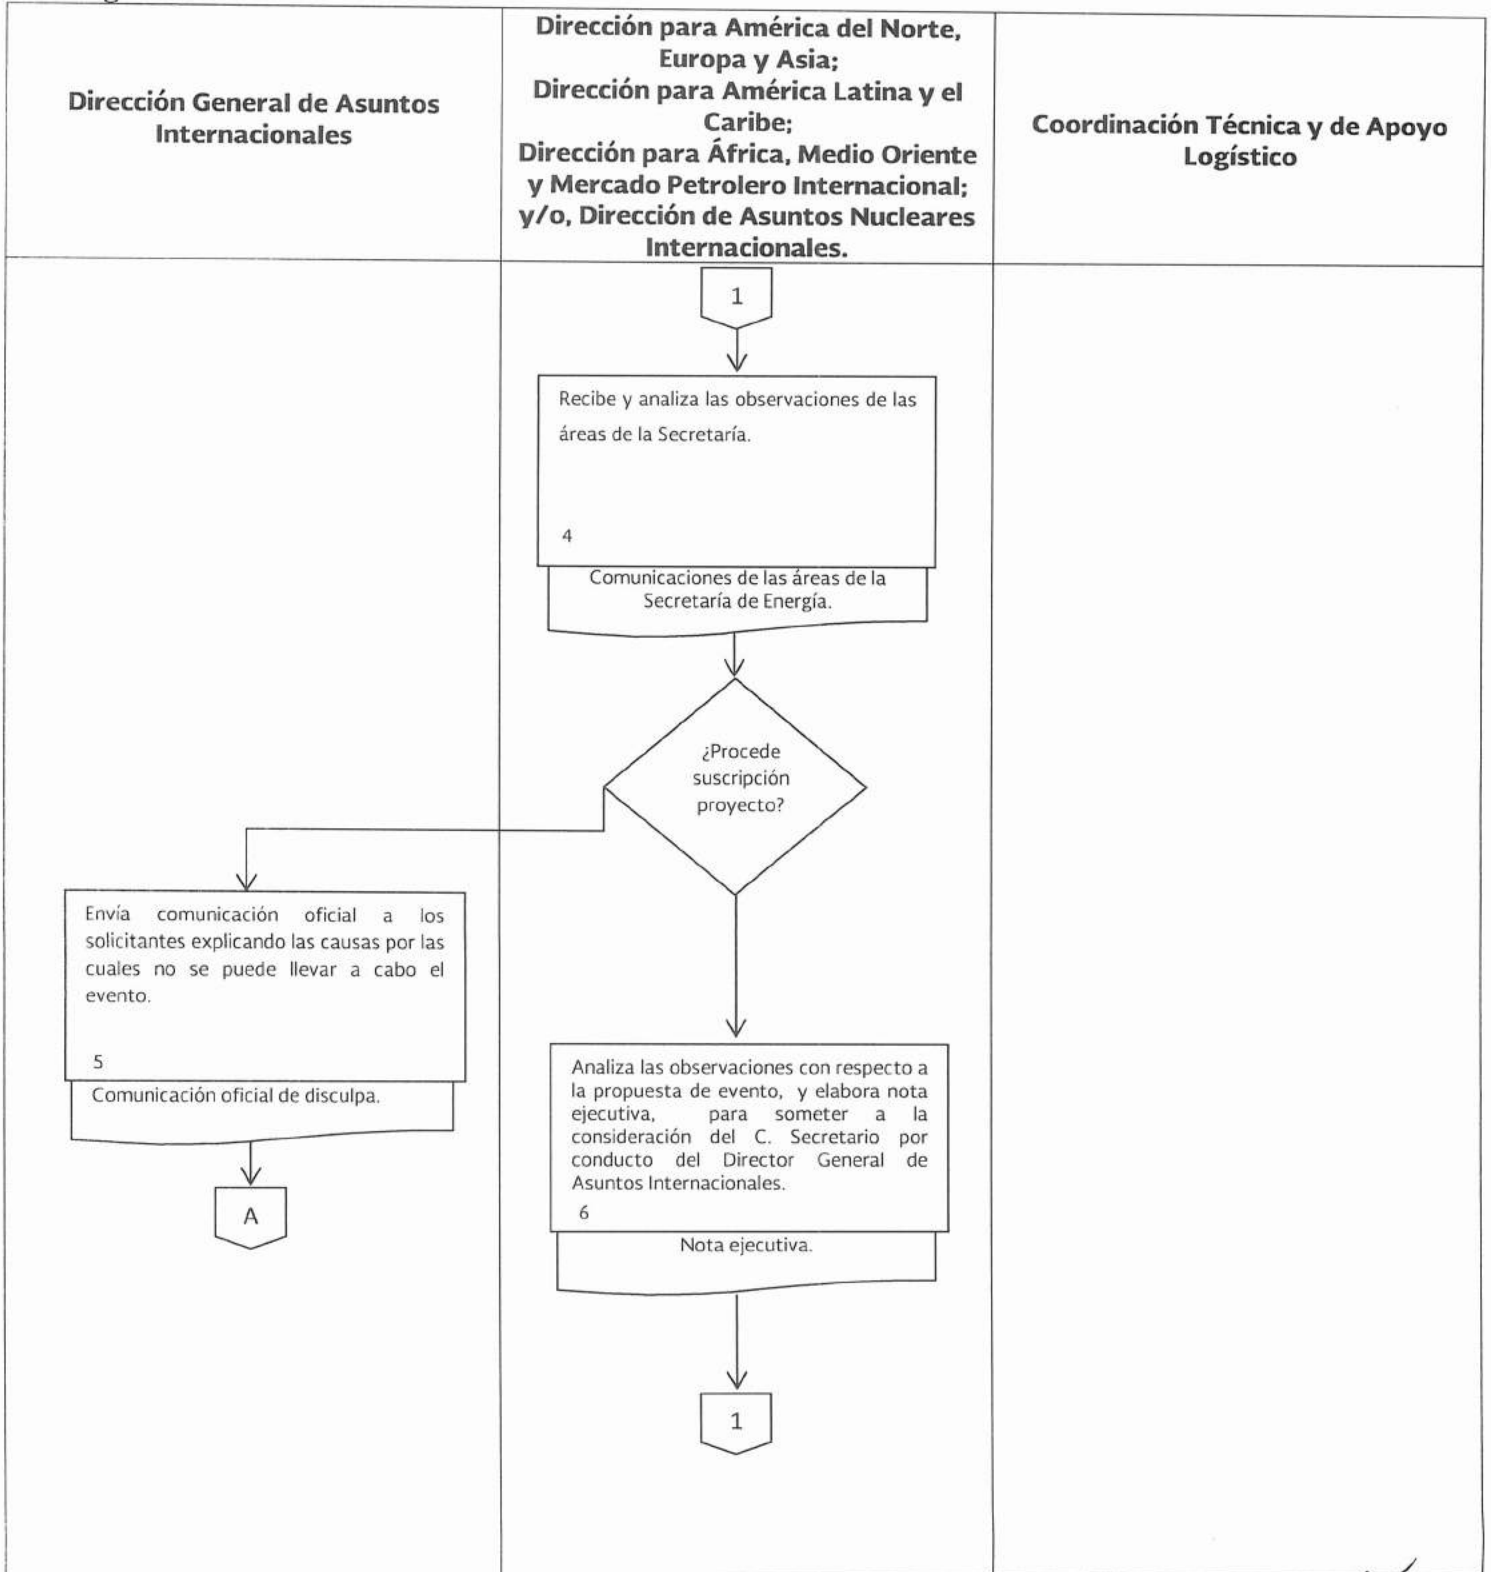 Dirección General de Asuntos
Internacionales
Dirección para América del Norte,
Europa y Asia;
Dirección para América Latina y el
Caribe;
Dirección para África, Medio Oriente
y Mercado Petrolero Internacional;
y/o, Dirección de Asuntos Nucleares
Internacionales.
Coordinación Técnica y de Apoyo
Logístico
1
Recibe y analiza las observaciones de las
áreas de la Secretaría.
4
Comunicaciones de las áreas de la
Secretaría de Energía.
¿Procede
suscripción
proyecto?
Envía comunicación oficial a los
solicitantes explicando las causas por las
cuales no se puede llevar a cabo el
evento.
5
Comunicación oficial de disculpa.
A
Analiza las observaciones con respecto a
la propuesta de evento, y elabora nota
ejecutiva, para someter a la
consideración del C. Secretario por
conducto del Director General de
Asuntos Internacionales.
6
Nota ejecutiva.
1